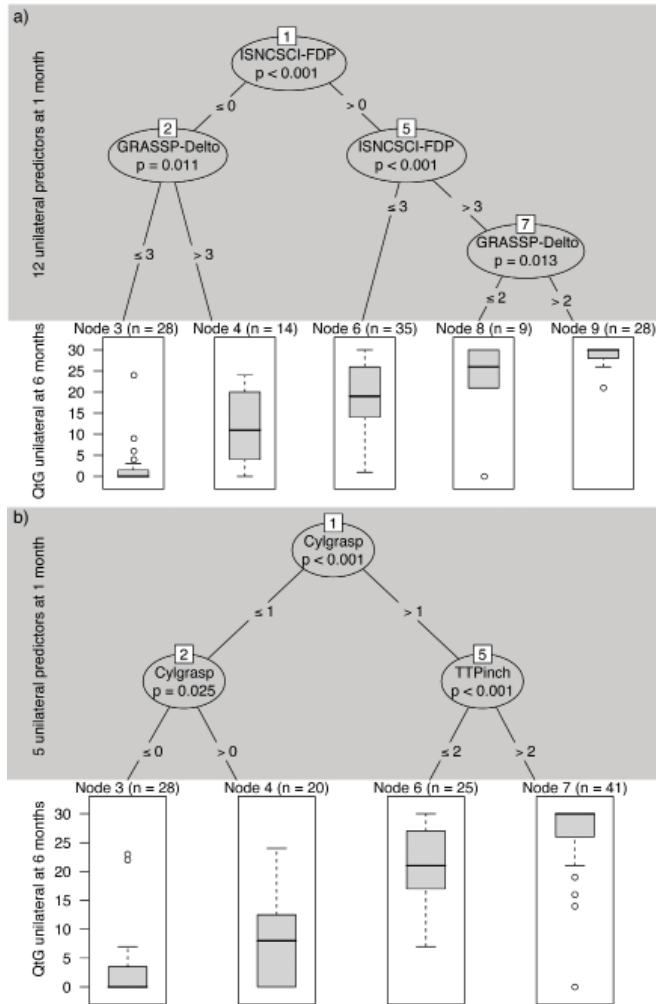 a)
12 unilateral predictors at 1 month
1
ISNCSCI-FDP
p < 0.001
≤ 0
> 0
2
GRASSP-Delto
p = 0.011
5
ISNCSCI-FDP
p < 0.001
≤ 3
> 3
7
GRASSP-Delto
p = 0.013
≤ 3
> 3
≤ 2
> 2
Node 3 (n = 28)
Node 4 (n = 14)
Node 6 (n = 35)
Node 8 (n = 9)
Node 9 (n = 28)
QtG unilateral at 6 months
30
25
20
15
10
5
0
b)
5 unilateral predictors at 1 month
1
Cylgrasp
p < 0.001
≤ 1
> 1
2
Cylgrasp
p = 0.025
5
TTPinch
p < 0.001
≤ 0
> 0
≤ 2
> 2
Node 3 (n = 28)
Node 4 (n = 20)
Node 6 (n = 25)
Node 7 (n = 41)
QtG unilateral at 6 months
30
25
20
15
10
5
0